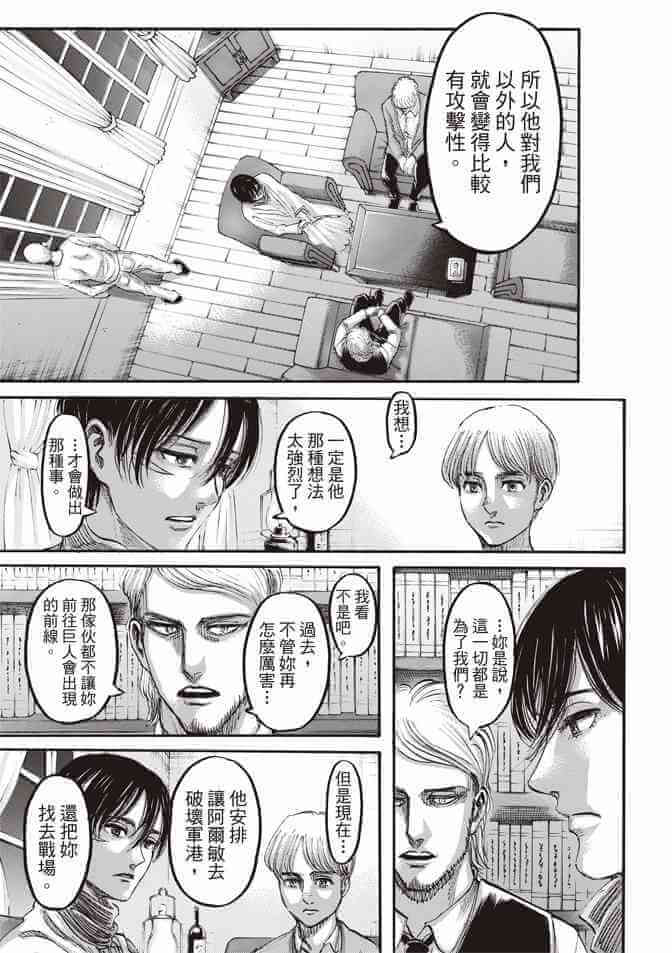 所以他對我們
以外的人，
就會變得比較
有攻擊性。
我想…
一定是他
那種想法
太強烈了，
…才會做出
那種事。
…妳是說，
這一切都是
為了我們？
我看
不是吧。
過去，
不管妳再
怎麼厲害…
那傢伙都不讓妳
前往巨人會出現
的前線。
但是現在…
他安排
讓阿爾敏去
破壞軍港，
還把妳
找去戰場。